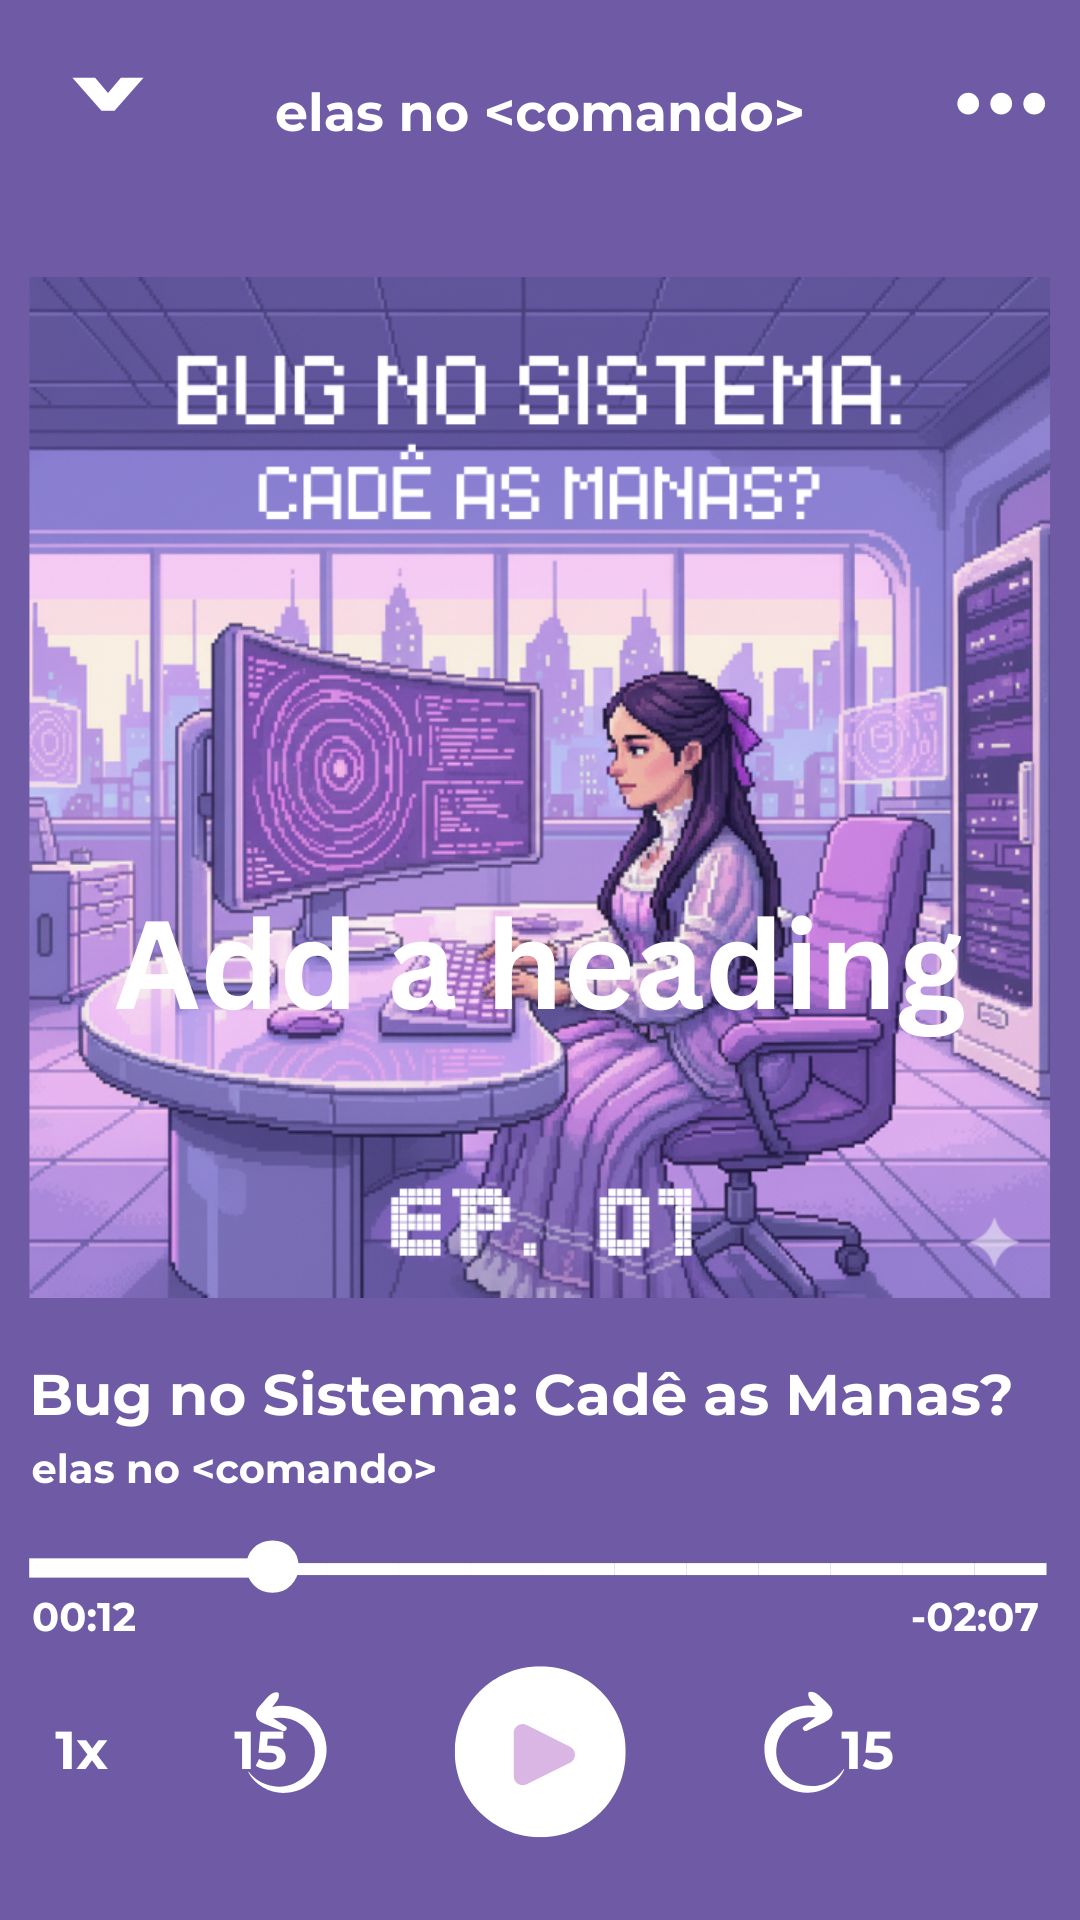 elas no <comando>
BUG NO SISTEMA:
CADÊ AS MANAS?
Add a heading
EP. 01
Bug no Sistema: Cadê as Manas?
elas no <comando>
00:12
-02:07
1x
15
15